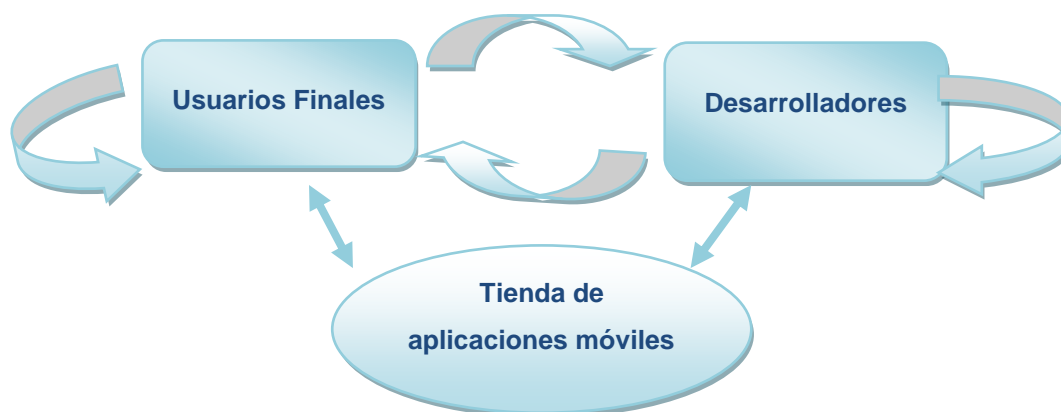 Usuarios Finales
Desarrolladores
Tienda de
aplicaciones móviles